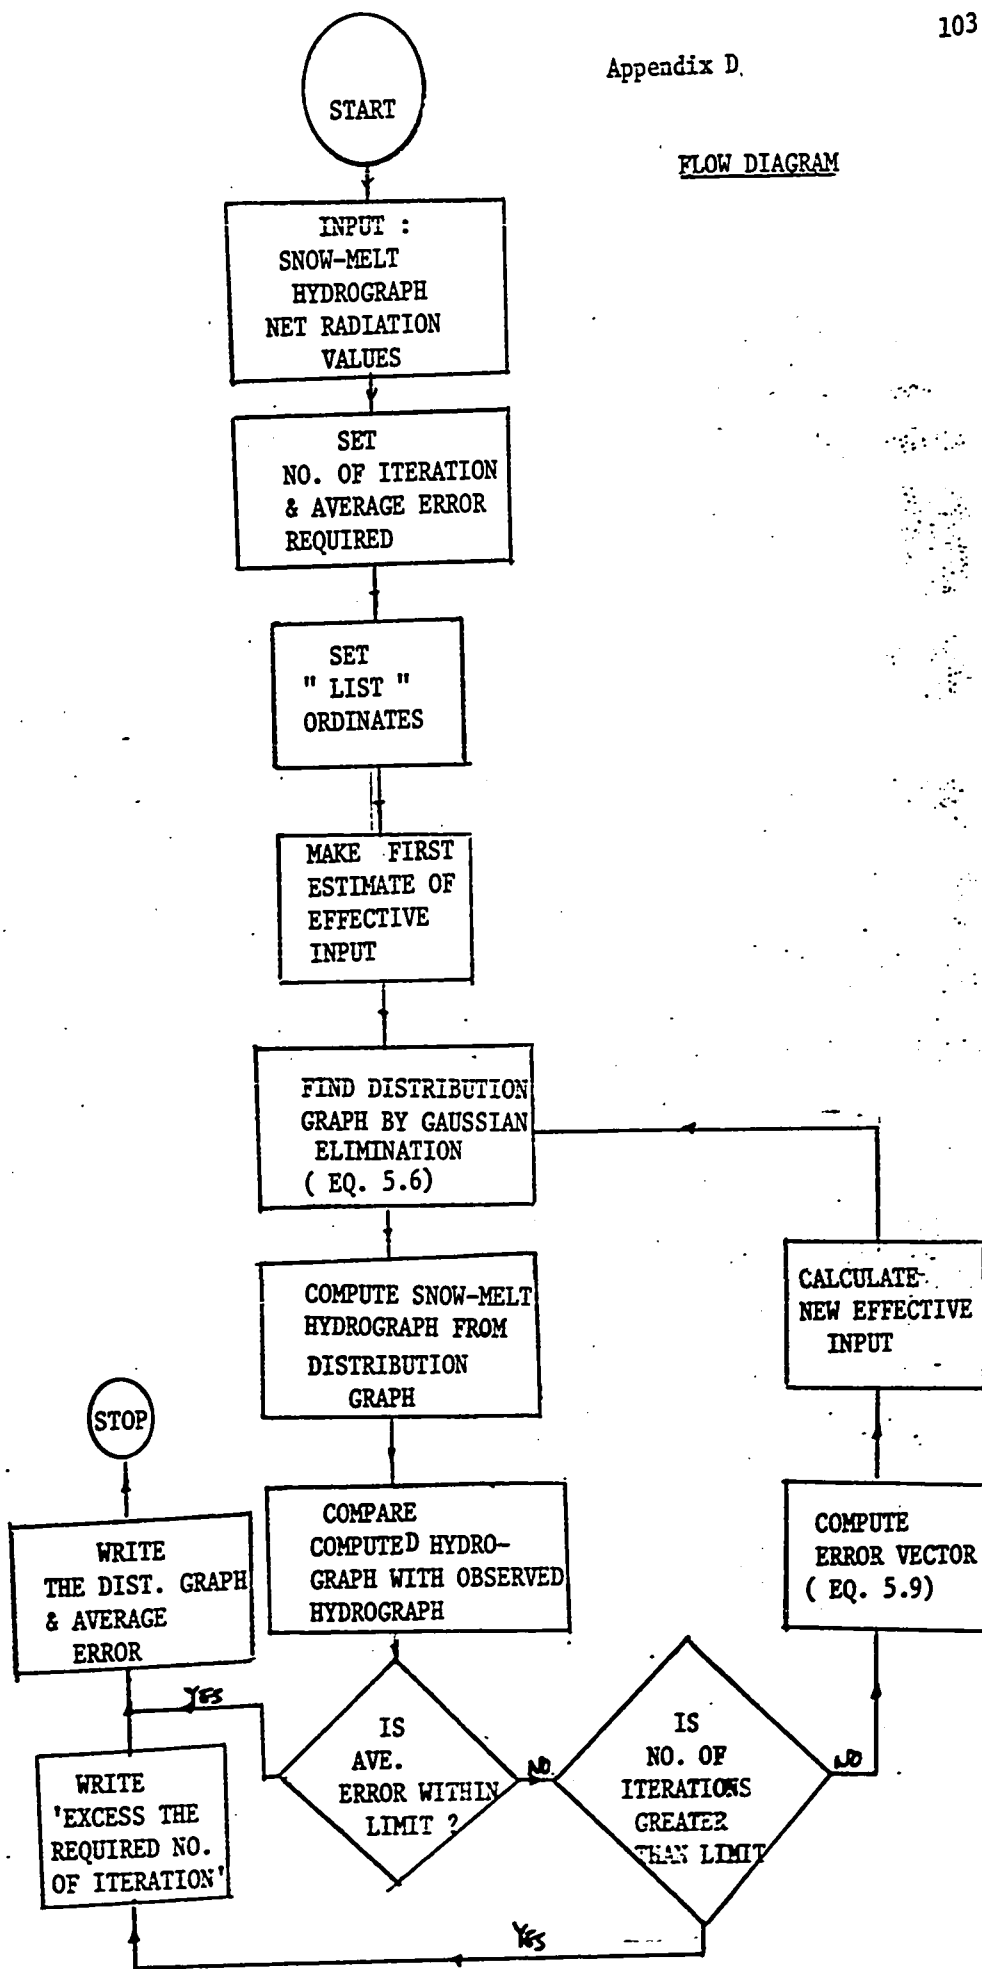 103
Appendix D.
FLOW DIAGRAM
START
INPUT :
SNOW-MELT
HYDROGRAPH
NET RADIATION
VALUES
SET
NO. OF ITERATION
& AVERAGE ERROR
REQUIRED
SET
" LIST "
ORDINATES
MAKE FIRST
ESTIMATE OF
EFFECTIVE
INPUT
FIND DISTRIBUTION
GRAPH BY GAUSSIAN
ELIMINATION
( EQ. 5.6)
COMPUTE SNOW-MELT
HYDROGRAPH FROM
DISTRIBUTION
GRAPH
COMPARE
COMPUTED HYDRO-
GRAPH WITH OBSERVED
HYDROGRAPH
IS
AVE.
ERROR WITHIN
LIMIT ?
YES
NO
IS
NO. OF
ITERATIONS
GREATER
THAN LIMIT
NO
YES
COMPUTE
ERROR VECTOR
( EQ. 5.9)
CALCULATE
NEW EFFECTIVE
INPUT
WRITE
'EXCESS THE
REQUIRED NO.
OF ITERATION'
WRITE
THE DIST. GRAPH
& AVERAGE
ERROR
STOP